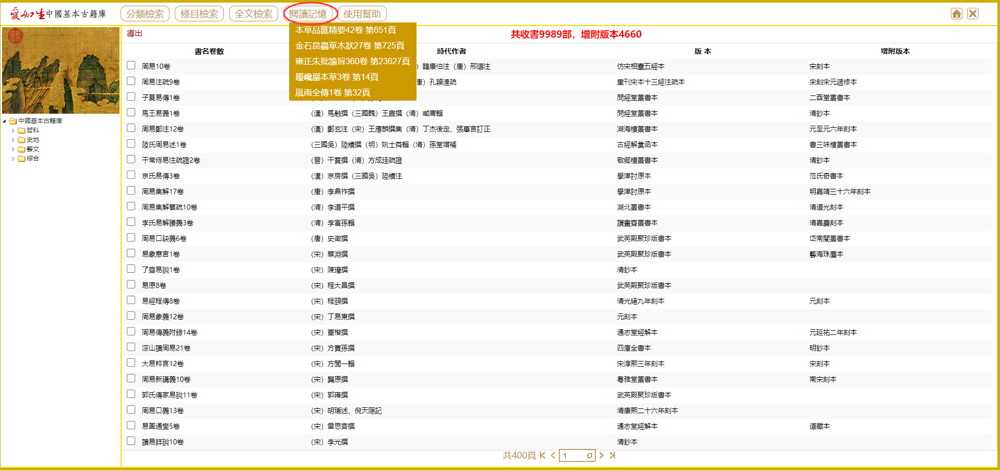 愛如生中國基本古籍庫
分類檢索 條目檢索 全文檢索 閱讀記憶 使用幫助
本草品匯精要42卷 第651頁
金石昆蟲草木狀27卷 第725頁
雍正朱批諭旨360卷 第23627頁
履巉巖本草3卷 第14頁
風雨全傳1卷 第32頁
中國基本古籍庫
哲科
史地
藝文
綜合
導出 共收書9989部，增附版本4660
書名卷數 時代作者 版 本 增附版本
周易10卷 ）韓康伯注（唐）邢璹注 仿宋相臺五經本 宋刻本
周易注疏9卷 唐）孔穎達疏 重刊宋本十三經注疏本 宋刻宋元遞修本
子夏易傳1卷 問經堂叢書本 二酉堂叢書本
馬王易義1卷 （漢）馬融撰（三國魏）王肅撰（清）臧庸輯 問經堂叢書本 清鈔本
周易鄭注12卷 （漢）鄭玄注（宋）王應麟撰集（清）丁杰後定、張惠言訂正 湖海樓叢書本 元至元六年刻本
陸氏周易述1卷 （三國吳）陸績撰（明）姚士粦輯（清）孫堂增補 古經解彙函本 書三味樓叢書本
干常侍易注疏證2卷 （晉）干寶撰（清）方成珪疏證 敬鄉樓叢書本 清鈔本
京氏易傳3卷 （漢）京房撰（三國吳）陸績注 學津討原本 范氏奇書本
周易集解17卷 （唐）李鼎祚撰 學津討原本 明嘉靖三十六年刻本
周易集解纂疏10卷 （清）李道平撰 湖北叢書本 清道光刻本
李氏易解賸義3卷 （清）李富孫輯 讀畫齋叢書本 清嘉慶刻本
周易口訣義6卷 （唐）史徵撰 武英殿聚珍版書本 岱南閣叢書本
易象意言1卷 （宋）蔡淵撰 武英殿聚珍版書本 藝海珠塵本
了齋易說1卷 （宋）陳瓘撰 清鈔本
易原8卷 （宋）程大昌撰 武英殿聚珍版書本
易經程傳8卷 （宋）程頤撰 清光緒九年刻本 元刻本
周易象義12卷 （宋）丁易東撰 元刻本
周易傳義附錄14卷 （宋）董楷撰 通志堂經解本 元延祐二年刻本
淙山讀周易21卷 （宋）方實孫撰 四庫全書本 明鈔本
大易粹言12卷 （宋）方聞一輯 宋淳熙三年刻本 宋刻本
周易新講義10卷 （宋）龔原撰 粵雅堂叢書本 南宋刻本
郭氏傳家易說11卷 （宋）郭雍撰 武英殿聚珍版書本
周易口義13卷 （宋）胡瑗述、倪天隱記 清康熙二十六年刻本
易圖通變5卷 （宋）雷思齊撰 通志堂經解本 道藏本
讀易詳說10卷 （宋）李光撰 清鈔本
共400頁 1